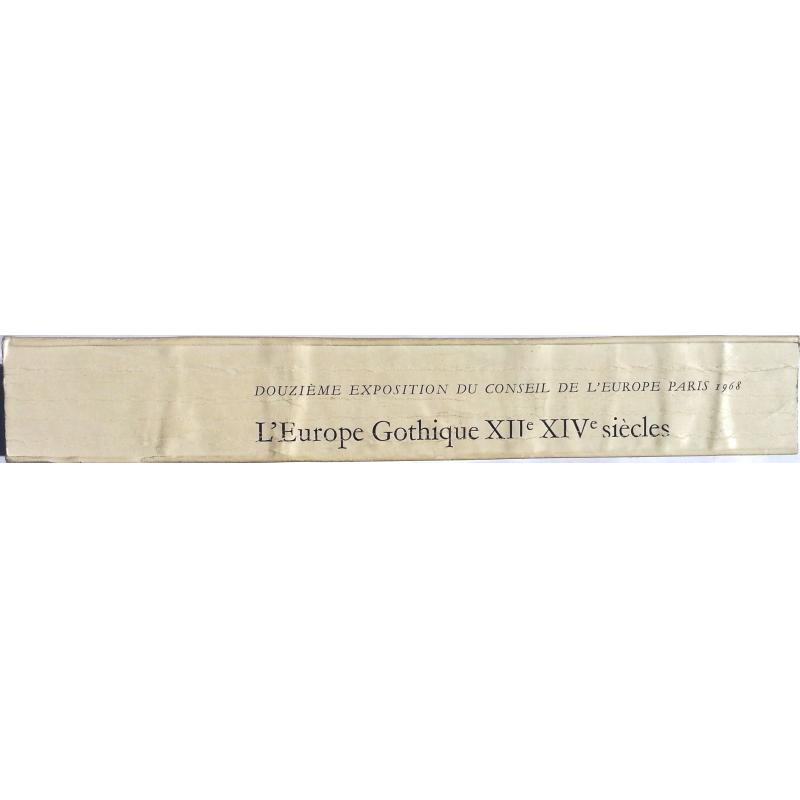 DOUZIÈME EXPOSITION DU CONSEIL DE L'EUROPE PARIS 1968
L'Europe Gothique XIIe XIVe siècles